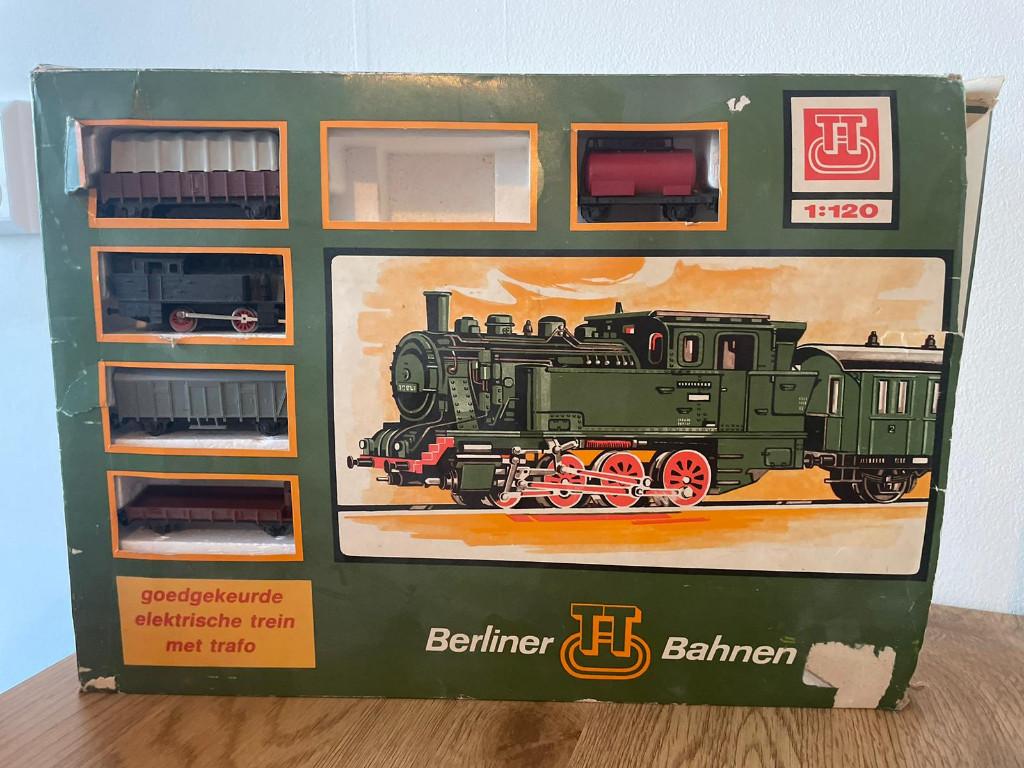 TT
1:120
goedgekeurde
elektrische trein
met trafo
Berliner TT Bahnen